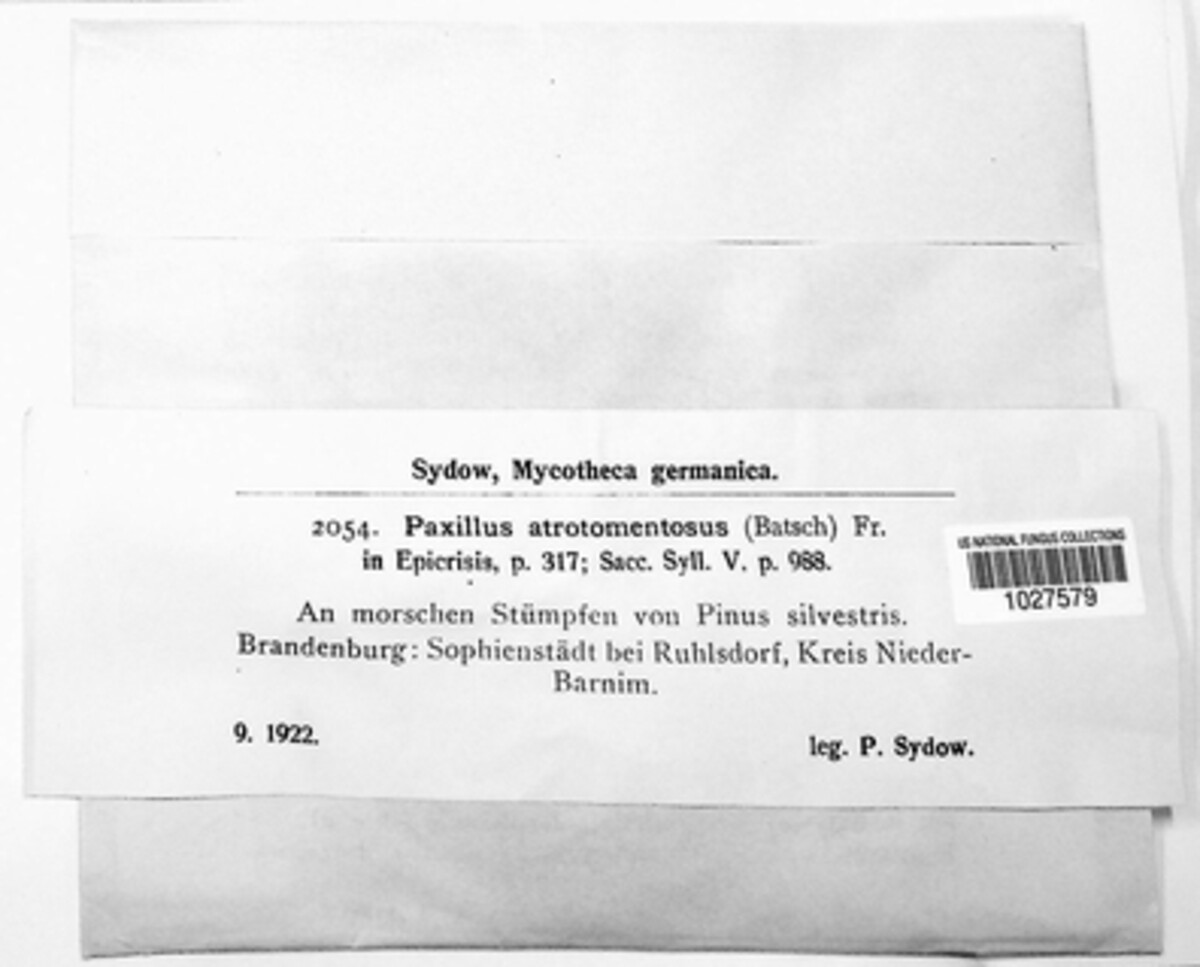 Sydow, Mycotheca germanica.
2054. Paxillus atrotomentosus (Batsch) Fr.
in Epicrisis, p. 317; Sacc. Syll. V. p. 988.
An morschen Stümpfen von Pinus silvestris.
Brandenburg: Sophienstädt bei Ruhlsdorf, Kreis Nieder-
Barnim.
9. 1922.
leg. P. Sydow.
US NATIONAL FUNGUS COLLECTIONS
1027579